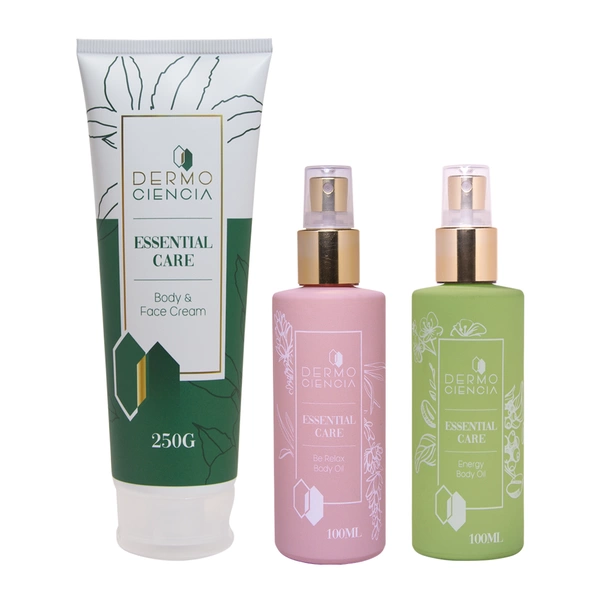 DERMO
CIENCIA
ESSENTIAL
CARE
Body &
Face Cream
250G
DERMO
CIENCIA
ESSENTIAL
CARE
Be Relax
Body Oil
100ML
DERMO
CIENCIA
ESSENTIAL
CARE
Energy
Body Oil
100ML